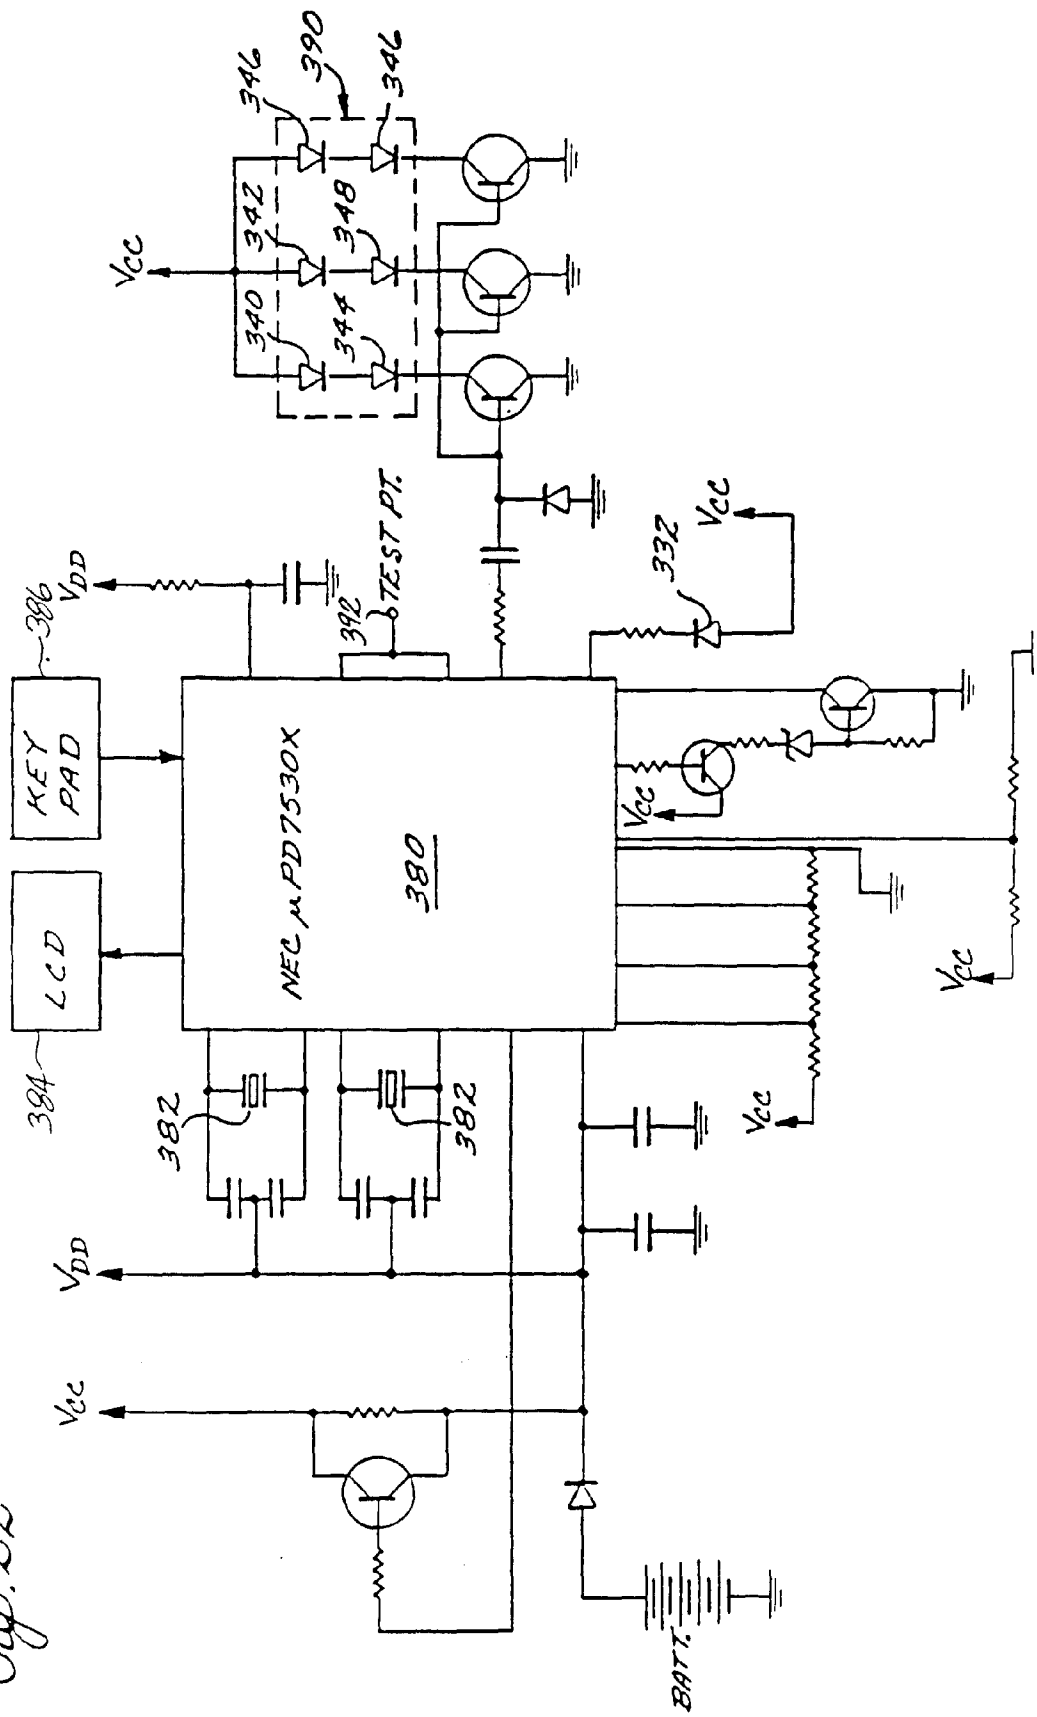 390
346
346
VCC
342
348
340
344
TEST PT.
392
VDD
386
KEY
PAD
332
VCC
NEC μPD7530X
380
VCC
LCD
384
VCC
382
382
VCC
VDD
VCC
BATT.